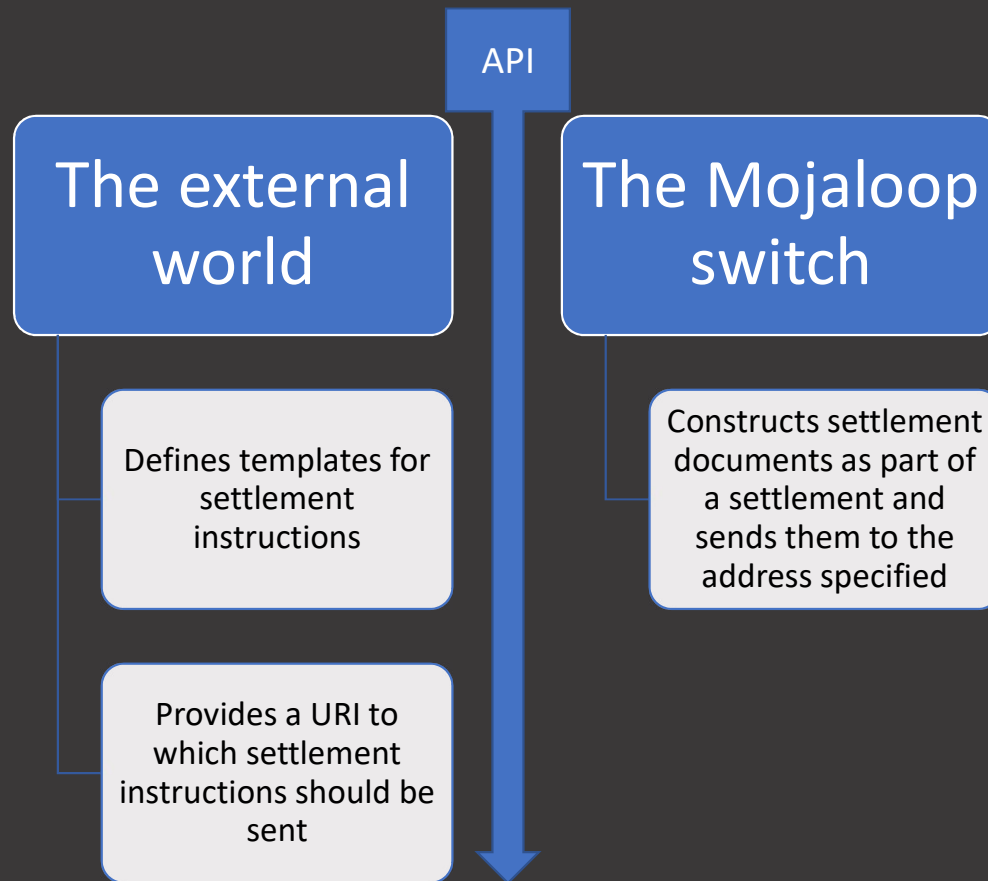 API
The external
world
Defines templates for
settlement
instructions
Provides a URI to
which settlement
instructions should be
sent
The Mojaloop
switch
Constructs settlement
documents as part of
a settlement and
sends them to the
address specified